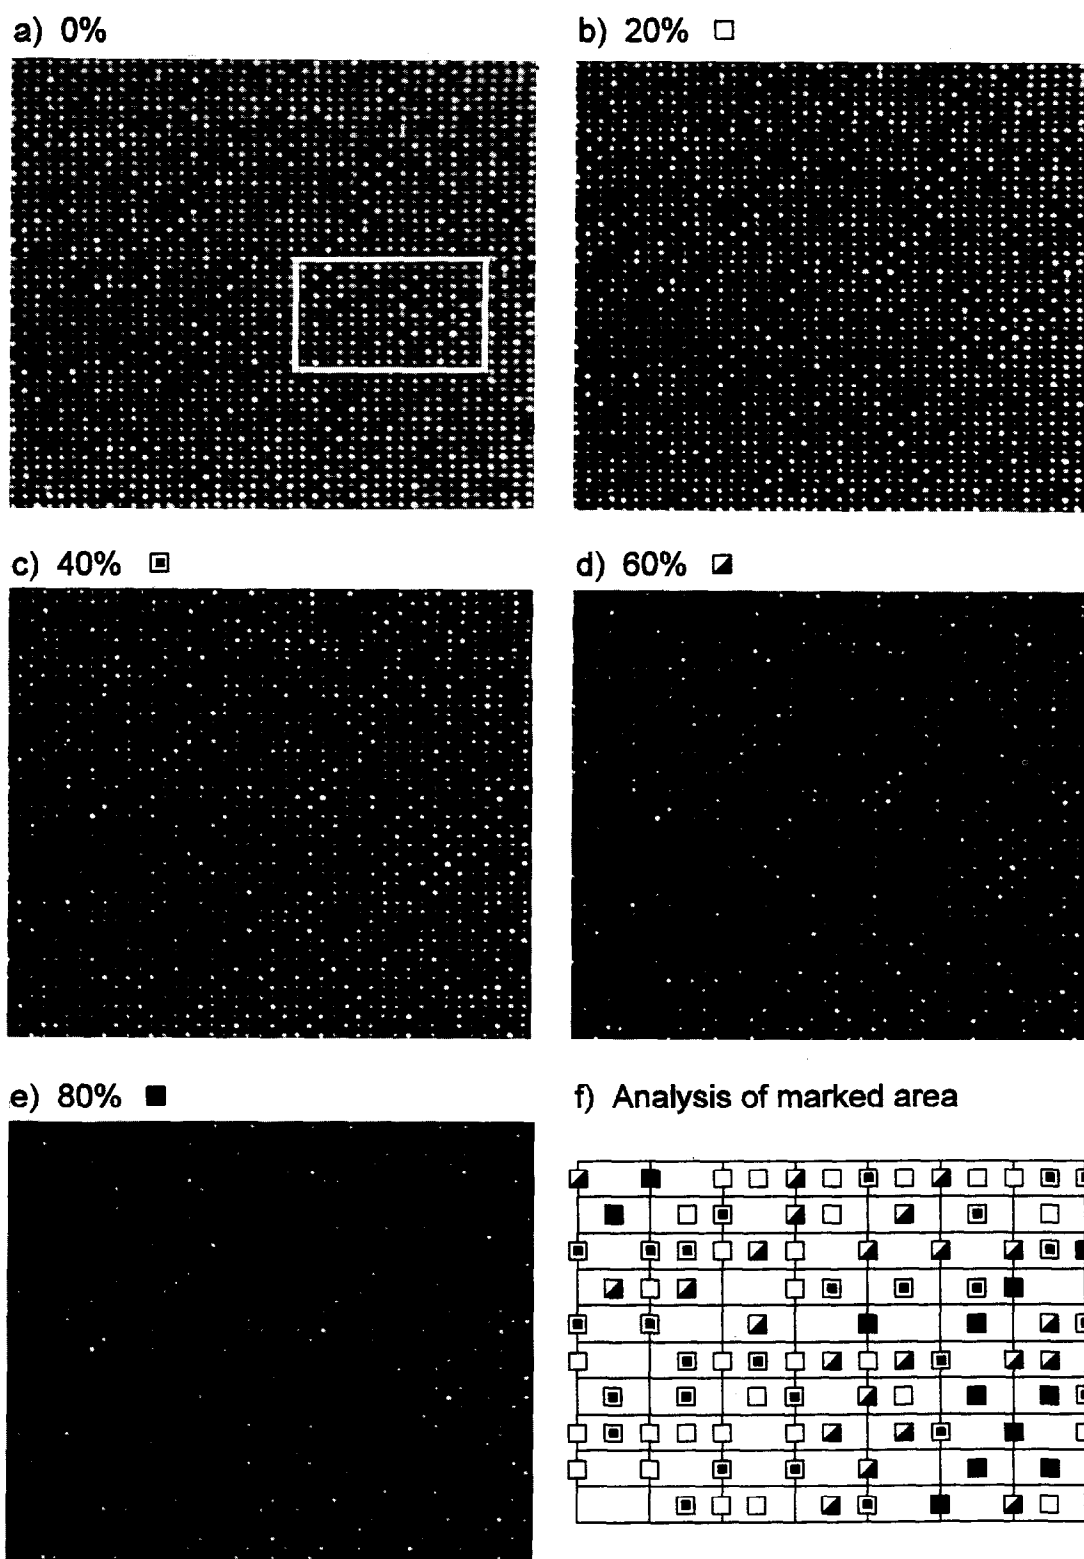 a) 0%
b) 20%
c) 40%
d) 60%
e) 80%
f) Analysis of marked area